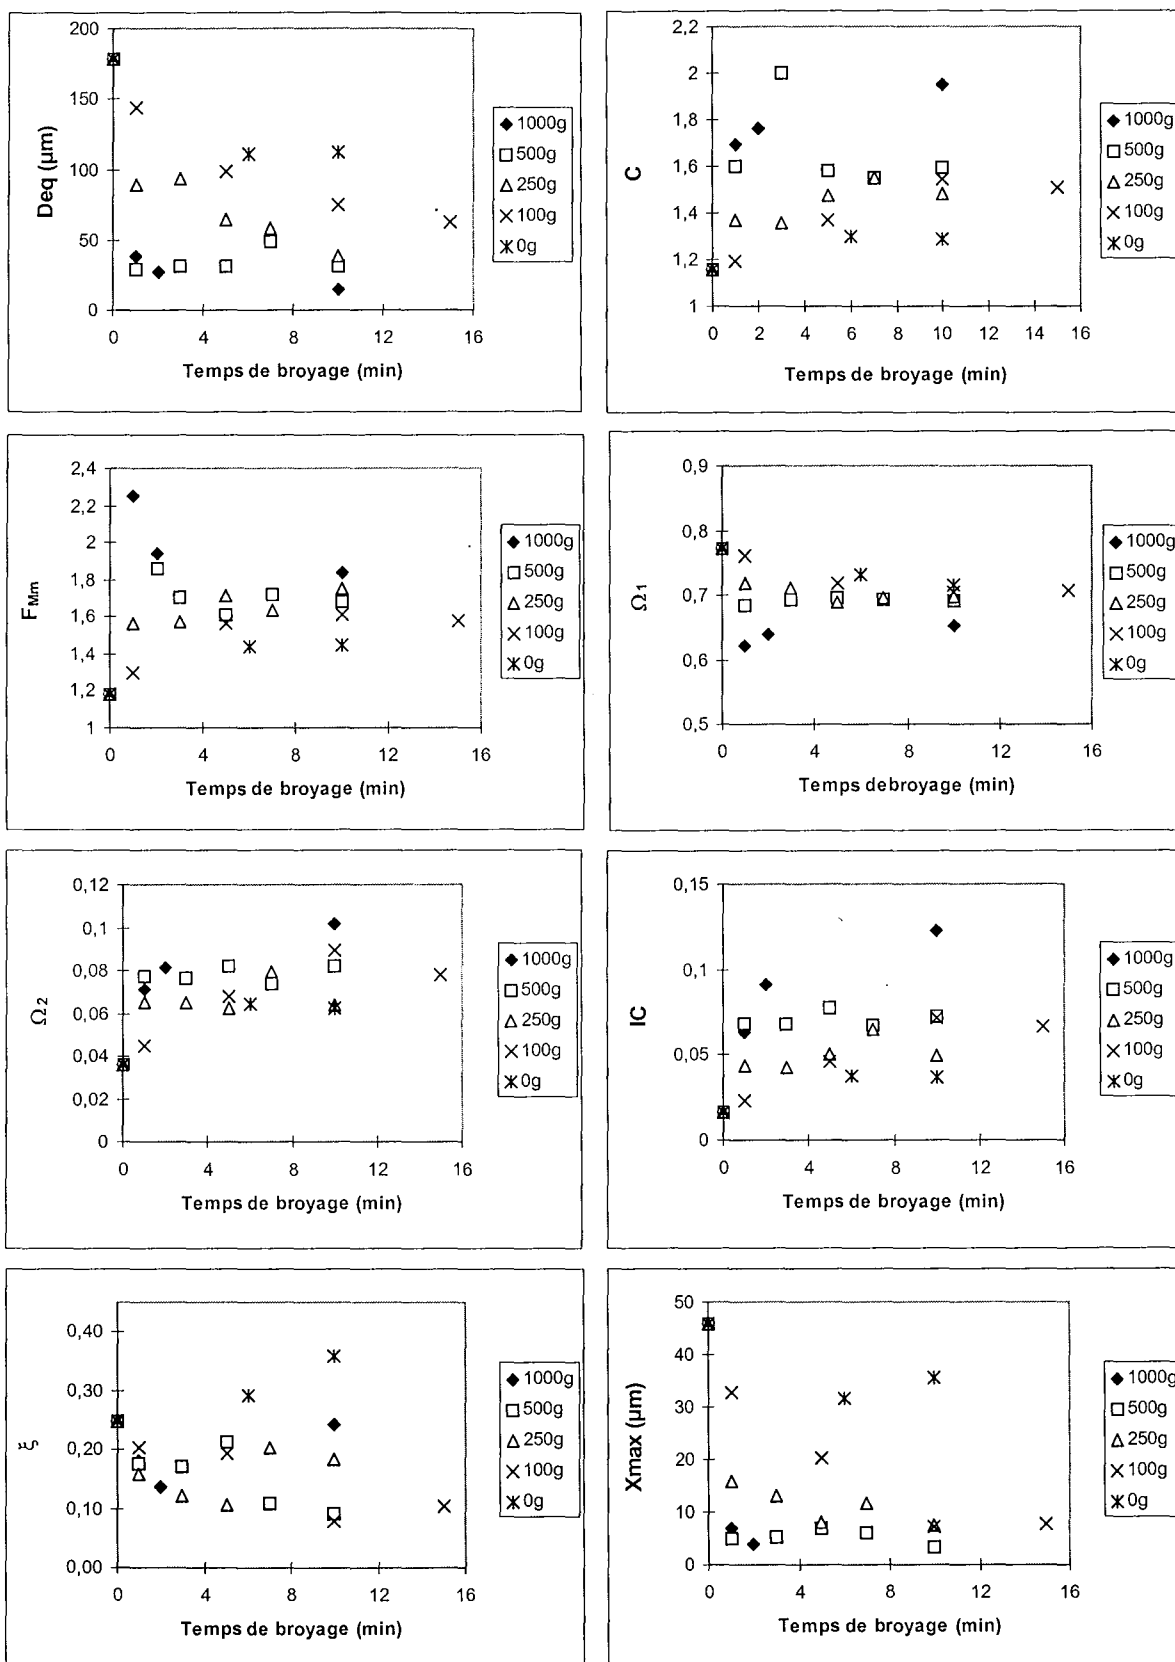 200
150
100
50
0
Deq (µm)
0 4 8 12 16
Temps de broyage (min)
1000g
500g
250g
100g
0g
2,2
2
1,8
1,6
1,4
1,2
1
C
0 2 4 6 8 10 12 14 16
Temps de broyage (min)
1000g
500g
250g
100g
0g
2,4
2,2
2
1,8
1,6
1,4
1,2
1
FMm
0 4 8 12 16
Temps de broyage (min)
1000g
500g
250g
100g
0g
0,9
0,8
0,7
0,6
0,5
Ω1
0 4 8 12 16
Temps debroyage (min)
1000g
500g
250g
100g
0g
0,12
0,1
0,08
0,06
0,04
0,02
0
Ω2
0 4 8 12 16
Temps de broyage (min)
1000g
500g
250g
100g
0g
0,15
0,1
0,05
0
IC
0 4 8 12 16
Temps de broyage (min)
1000g
500g
250g
100g
0g
0,40
0,30
0,20
0,10
0,00
ξ
0 4 8 12 16
Temps de broyage (min)
1000g
500g
250g
100g
0g
50
40
30
20
10
0
Xmax (µm)
0 4 8 12 16
Temps de broyage (min)
1000g
500g
250g
100g
0g